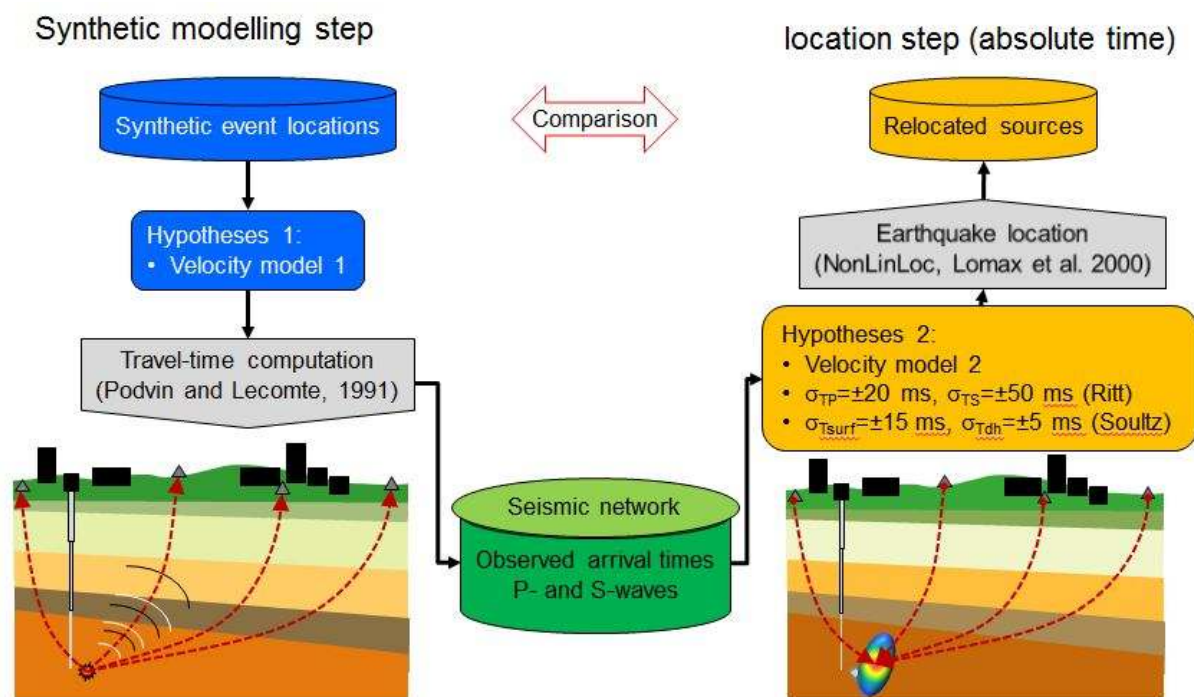 Synthetic modelling step
location step (absolute time)
Synthetic event locations
Comparison
Relocated sources
Hypotheses 1:
• Velocity model 1
Earthquake location
(NonLinLoc, Lomax et al. 2000)
Travel-time computation
(Podvin and Lecomte, 1991)
Hypotheses 2:
• Velocity model 2
• σTP=±20 ms, σTS=±50 ms (Ritt)
• σTsurf=±15 ms, σTdh=±5 ms (Soultz)
Seismic network
Observed arrival times
P- and S-waves